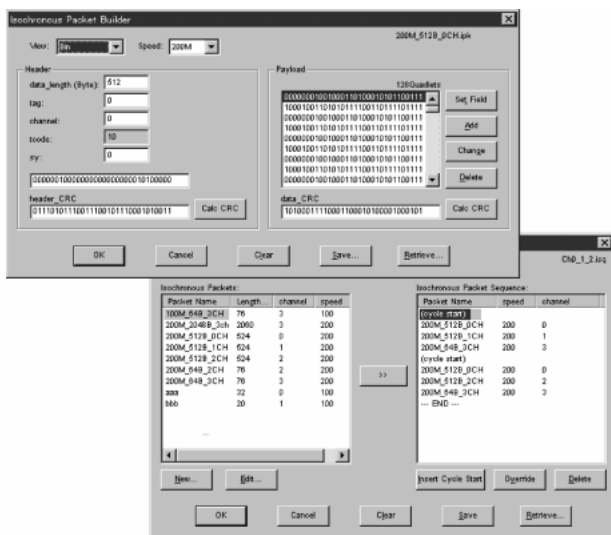 Isochronous Packet Builder
200M_512B_0CH.ipk
View: Bin Speed: 200M
Header
data_length (Byte): 512
tag: 0
channel: 0
tcode: 10
sy: 0
header_CRC
Calc CRC
Payload
128Quadlets
Set Field
Add
Change
Delete
data_CRC
Calc CRC
OK Cancel Clear Save... Retrieve...
Ch0_1_2.isq
Isochronous Packets:
Packet Name Length... channel speed
100M_64B_3CH 76 3 100
200M_2048B_3ch 2060 3 200
200M_512B_0CH 524 0 200
200M_512B_1CH 524 1 200
200M_512B_2CH 524 2 200
200M_64B_2CH 76 2 200
200M_64B_3CH 76 3 200
aaa 32 0 100
bbb 20 1 100
New... Edit...
>>
Isochronous Packet Sequence:
Packet Name speed channel
(cycle start)
200M_512B_0CH 200 0
200M_512B_1CH 200 1
200M_64B_3CH 200 3
(cycle start)
200M_512B_0CH 200 0
200M_512B_2CH 200 2
200M_64B_3CH 200 3
--- END ---
Insert Cycle Start Override Delete
OK Cancel Clear Save Retrieve...